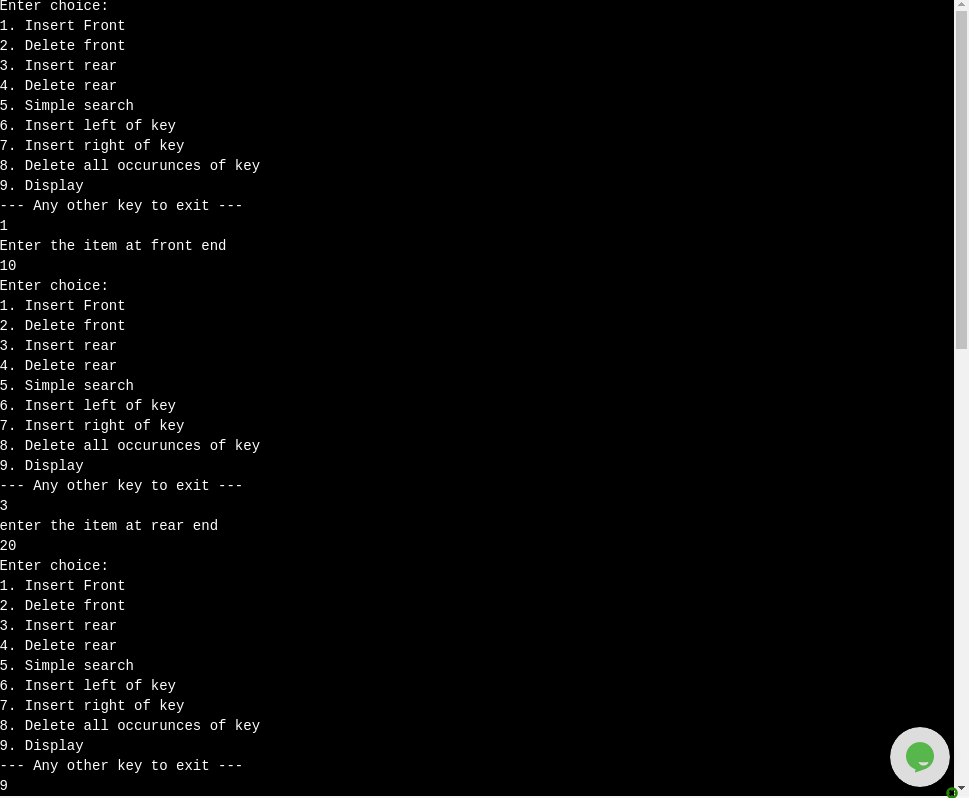 Enter choice:
1. Insert Front
2. Delete front
3. Insert rear
4. Delete rear
5. Simple search
6. Insert left of key
7. Insert right of key
8. Delete all occurunces of key
9. Display
--- Any other key to exit ---
1
Enter the item at front end
10
Enter choice:
1. Insert Front
2. Delete front
3. Insert rear
4. Delete rear
5. Simple search
6. Insert left of key
7. Insert right of key
8. Delete all occurunces of key
9. Display
--- Any other key to exit ---
3
enter the item at rear end
20
Enter choice:
1. Insert Front
2. Delete front
3. Insert rear
4. Delete rear
5. Simple search
6. Insert left of key
7. Insert right of key
8. Delete all occurunces of key
9. Display
--- Any other key to exit ---
9